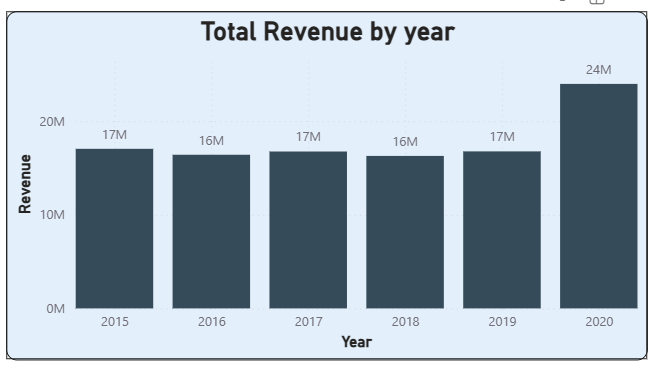 Total Revenue by year
24M
20M
17M
16M
17M
16M
17M
Revenue
10M
0M
2015
2016
2017
2018
2019
2020
Year